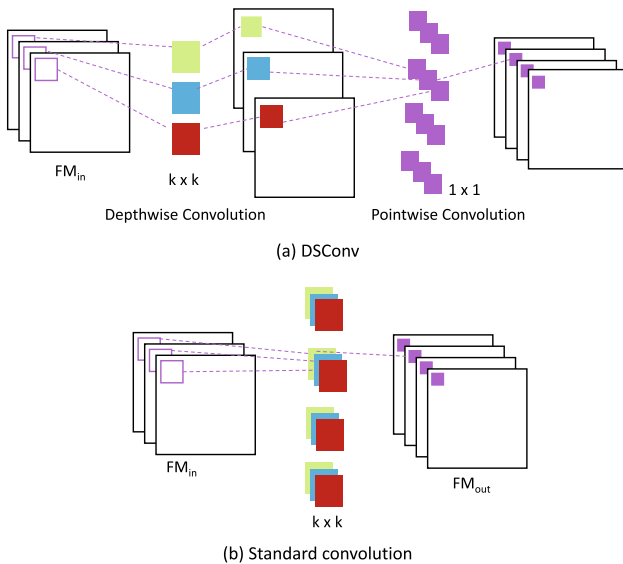 FMin
k x k
1 x 1
Depthwise Convolution
Pointwise Convolution
(a) DSConv
FMin
FMout
k x k
(b) Standard convolution